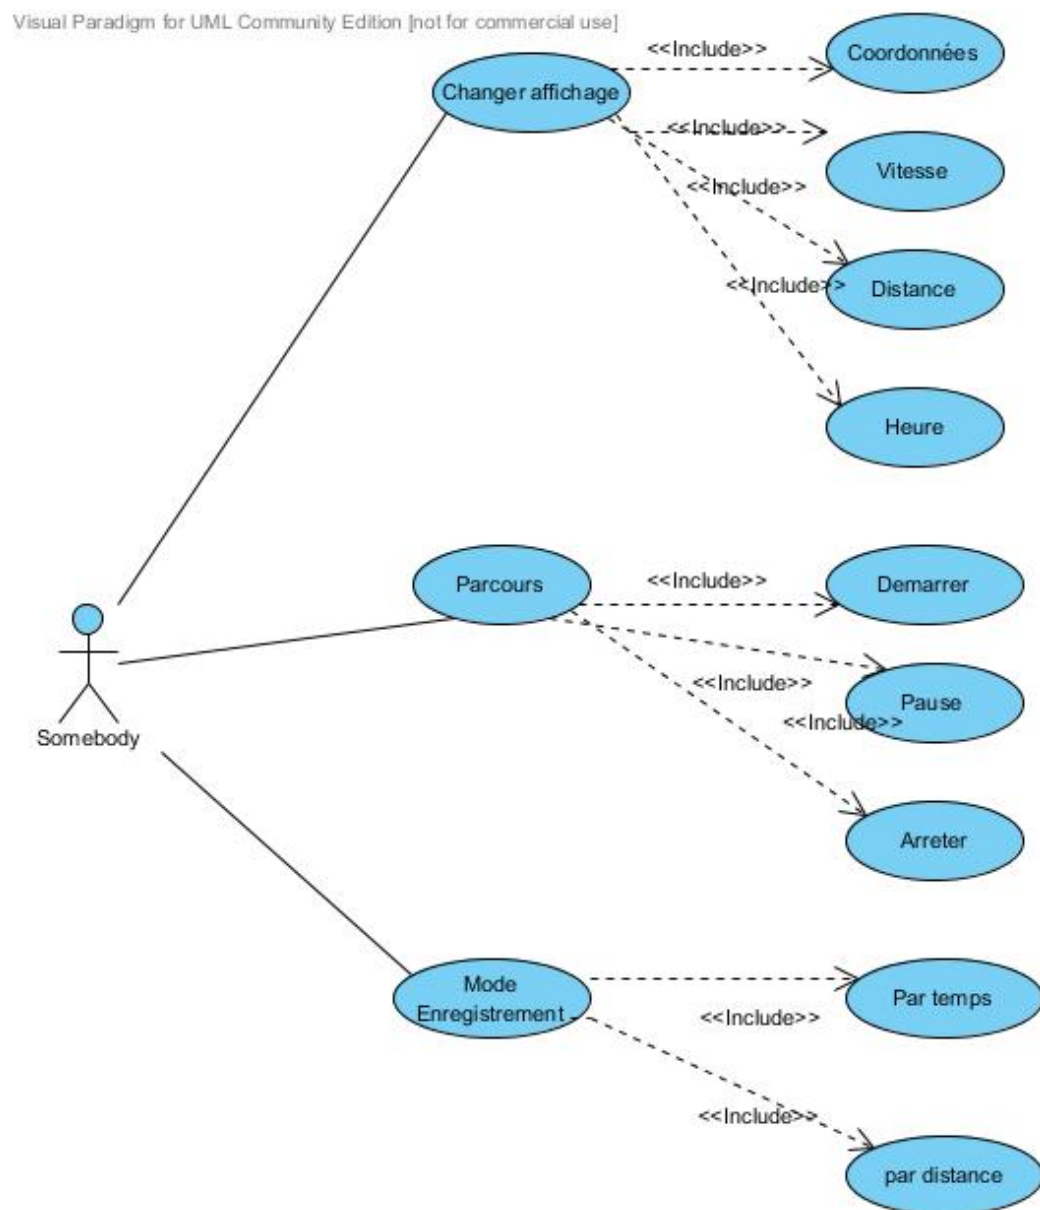 Visual Paradigm for UML Community Edition [not for commercial use]
<<Include>>
Coordonnées
Changer affichage
<<Include>>
Vitesse
<<Include>>
Distance
<<Include>>
Heure
Parcours
<<Include>>
Demarrer
<<Include>>
Pause
<<Include>>
Somebody
Arreter
Mode
Enregistrement
Par temps
<<Include>>
<<Include>>
par distance